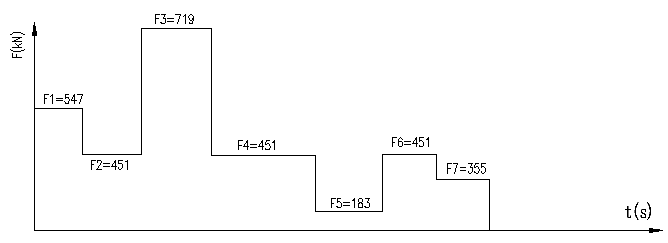 F(kN)
F1=547
F2=451
F3=719
F4=451
F5=183
F6=451
F7=355
t(s)